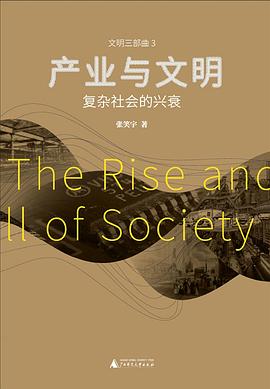 文明三部曲 3
产业与文明
复杂社会的兴衰
张笑宇 著
The Rise and
ll of Society
广西师范大学出版社